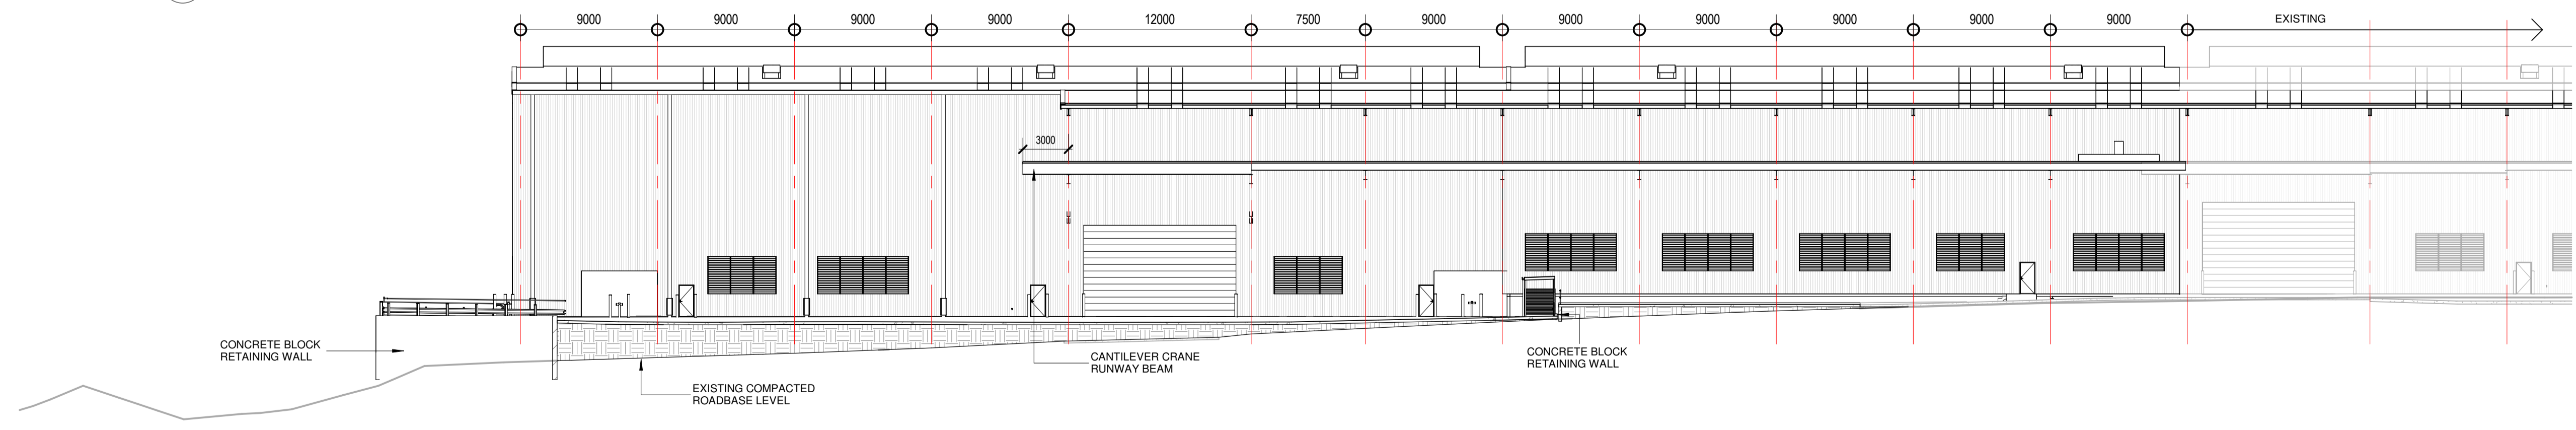 9000 9000 9000 9000 12000 7500 9000 9000 9000 9000 9000 9000 EXISTING
3000
CONCRETE BLOCK
RETAINING WALL
EXISTING COMPACTED
ROADBASE LEVEL
CANTILEVER CRANE
RUNWAY BEAM
CONCRETE BLOCK
RETAINING WALL